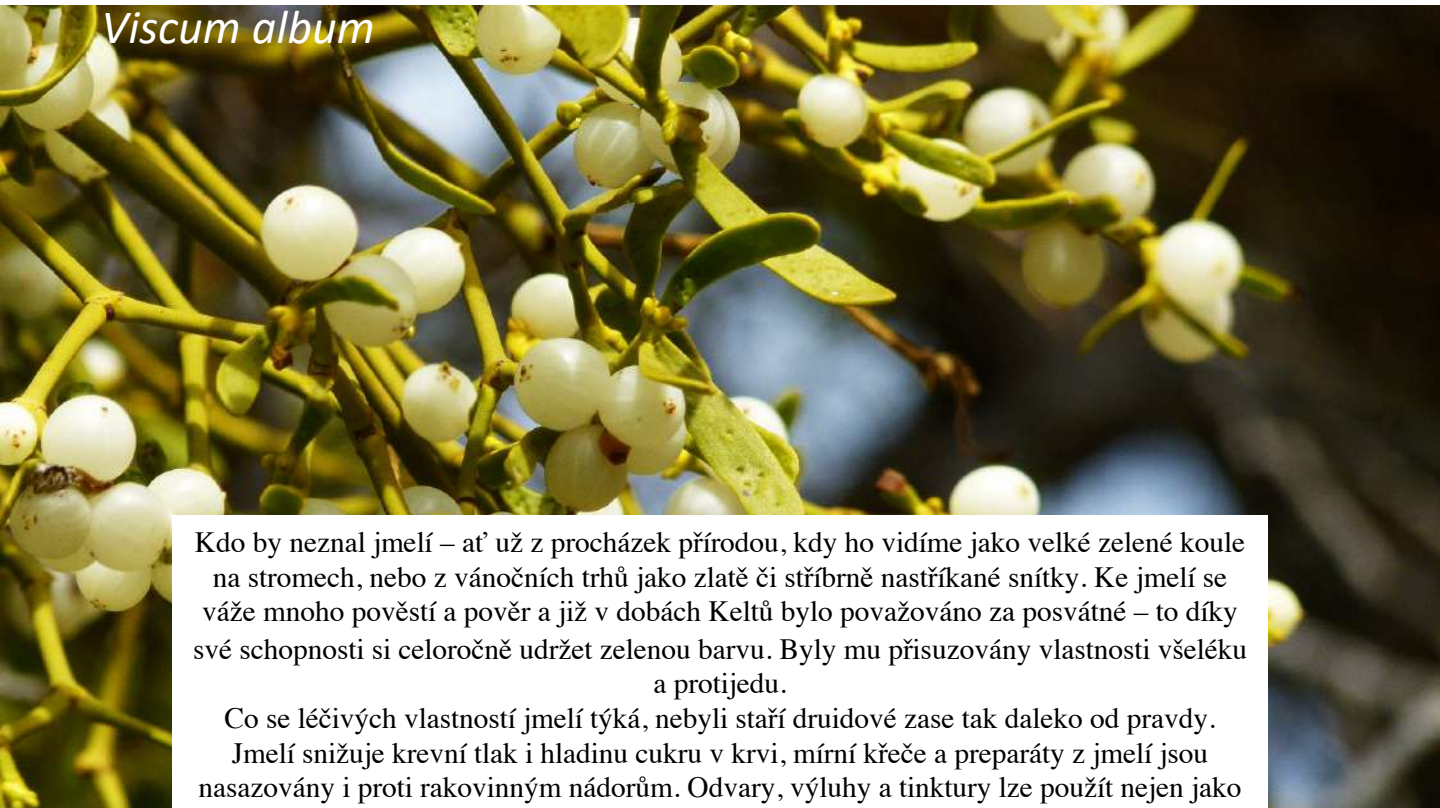 Viscum album
Kdo by neznal jmelí – ať už z procházek přírodou, kdy ho vidíme jako velké zelené koule
na stromech, nebo z vánočních trhů jako zlatě či stříbrně nastříkané snítky. Ke jmelí se
váže mnoho pověstí a pověr a již v dobách Keltů bylo považováno za posvátné – to díky
své schopnosti si celoročně udržet zelenou barvu. Byly mu přisuzovány vlastnosti všeléku
a protijedu.
Co se léčivých vlastností jmelí týká, nebyli staří druidové zase tak daleko od pravdy.
Jmelí snižuje krevní tlak i hladinu cukru v krvi, mírní křeče a preparáty z jmelí jsou
nasazovány i proti rakovinným nádorům. Odvary, výluhy a tinktury lze použít nejen jako